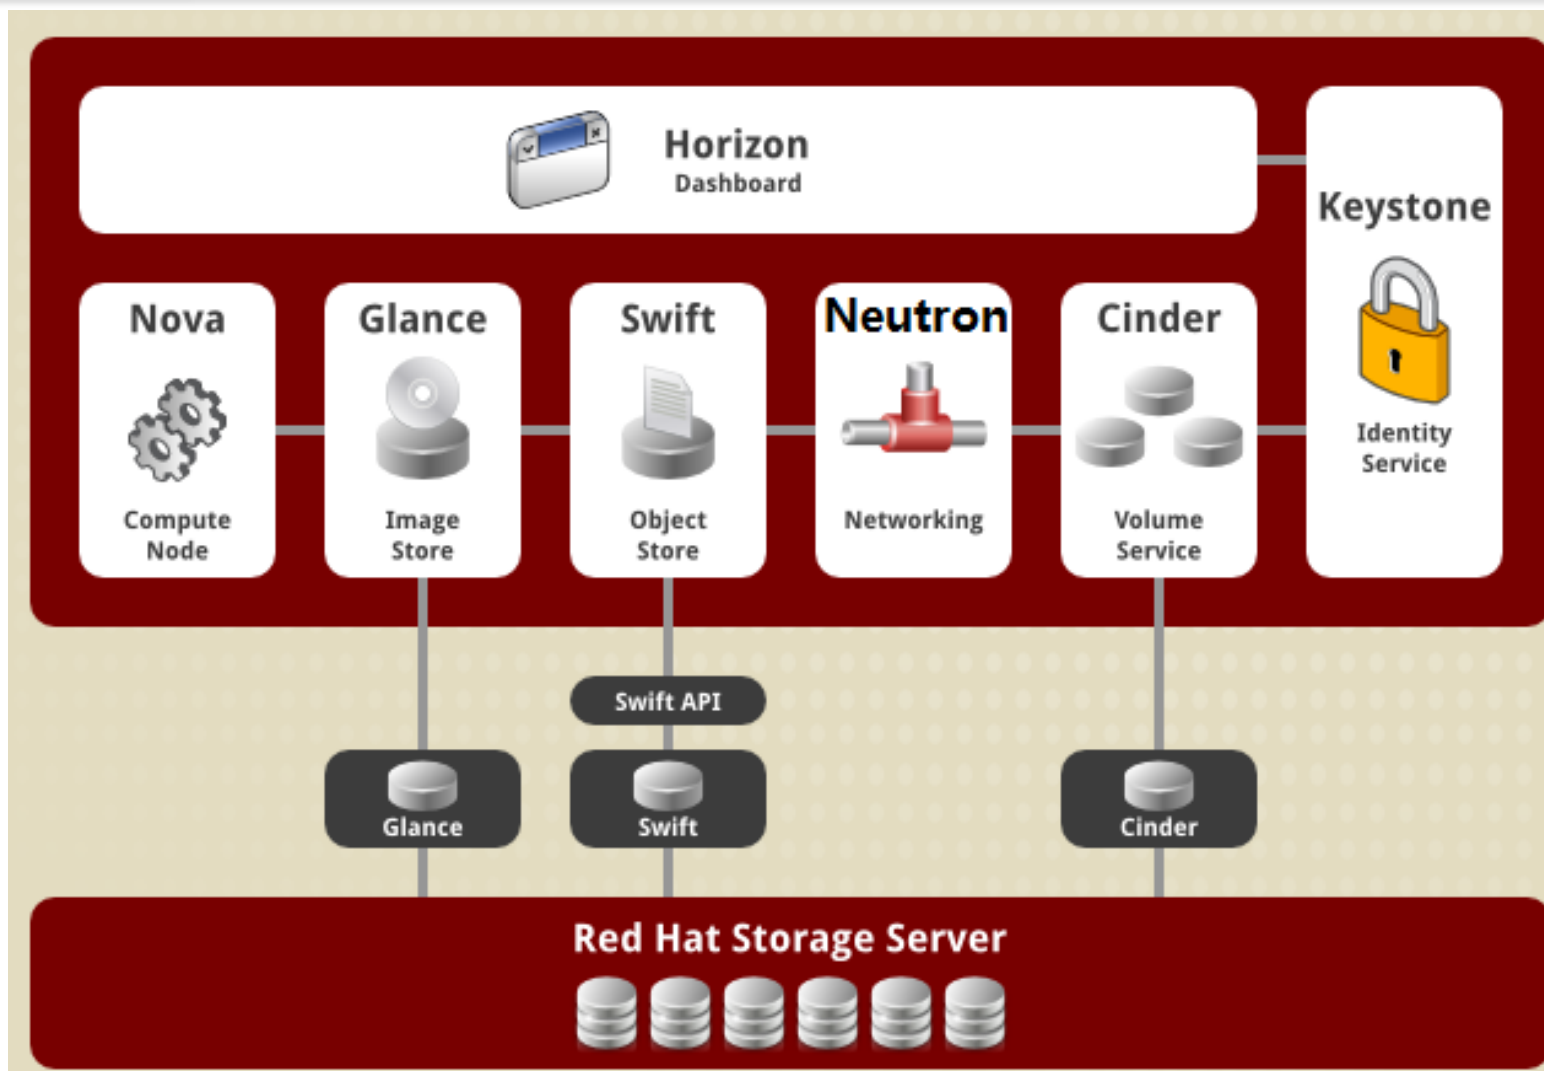 Horizon
Dashboard
Keystone
Identity
Service
Nova
Compute
Node
Glance
Image
Store
Swift
Object
Store
Neutron
Networking
Cinder
Volume
Service
Swift API
Glance
Swift
Cinder
Red Hat Storage Server